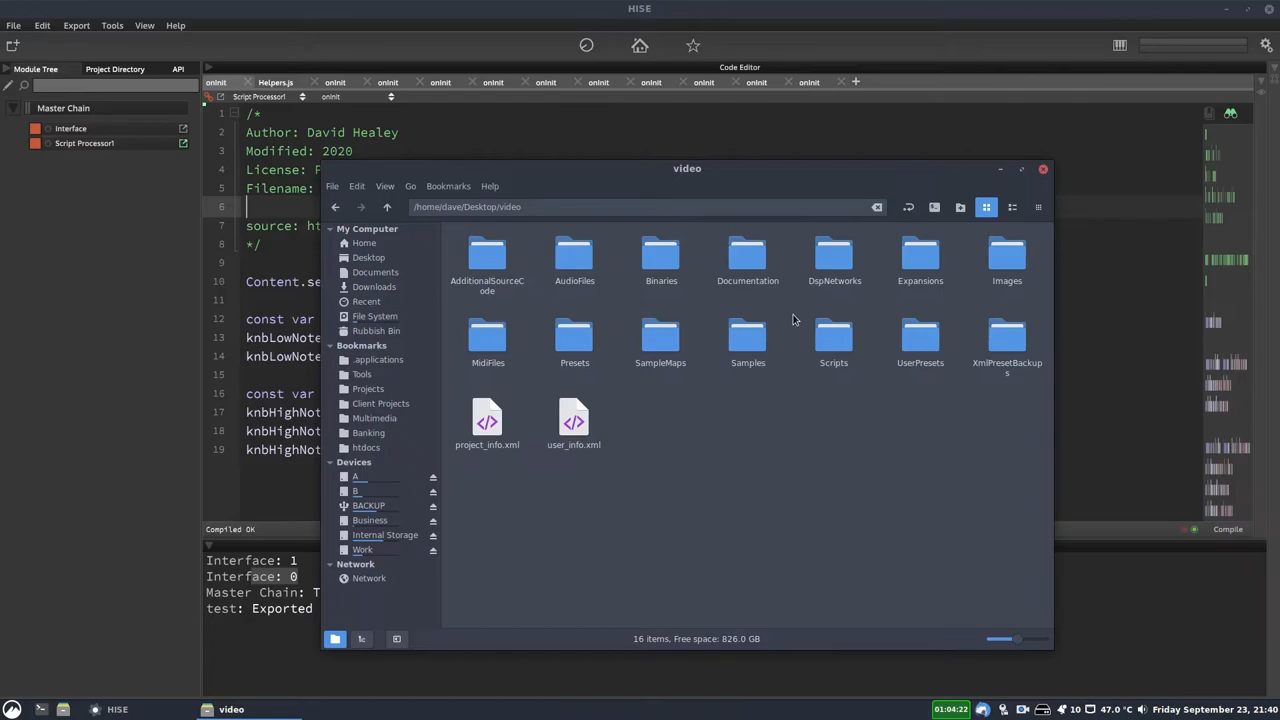 HISE
File Edit Export Tools View Help
Module Tree Project Directory API
Code Editor
onInit Helpers.js onInit onInit onInit onInit onInit onInit onInit onInit onInit onInit +
Script Processor1 onInit
Master Chain
Interface
Script Processor1
1 /*
2 Author: David Healey
3 Modified: 2020
4 License:
5 Filename:
6
7 source:
8 */
9
10 Content.se
11
12 const var
13 knbLowNote
14 knbLowNote
15
16 const var
17 knbHighNot
18 knbHighNot
19 knbHighNot
Compiled OK
Compile
Interface: 1
Interface: 0
Master Chain: T
test: Exported
video
File Edit View Go Bookmarks Help
/home/dave/Desktop/video
My Computer
Home
Desktop
Documents
Downloads
Recent
File System
Rubbish Bin
Bookmarks
.applications
Tools
Projects
Client Projects
Multimedia
Banking
htdocs
Devices
A
B
BACKUP
Business
Internal Storage
Work
Network
Network
AdditionalSourceC
ode
AudioFiles
Binaries
Documentation
DspNetworks
Expansions
Images
MidiFiles
Presets
SampleMaps
Samples
Scripts
UserPresets
XmlPresetBackup
s
project_info.xml
user_info.xml
16 items, Free space: 826.0 GB
HISE
video
01:04:22
10
47.0 °C
Friday September 23, 21:40